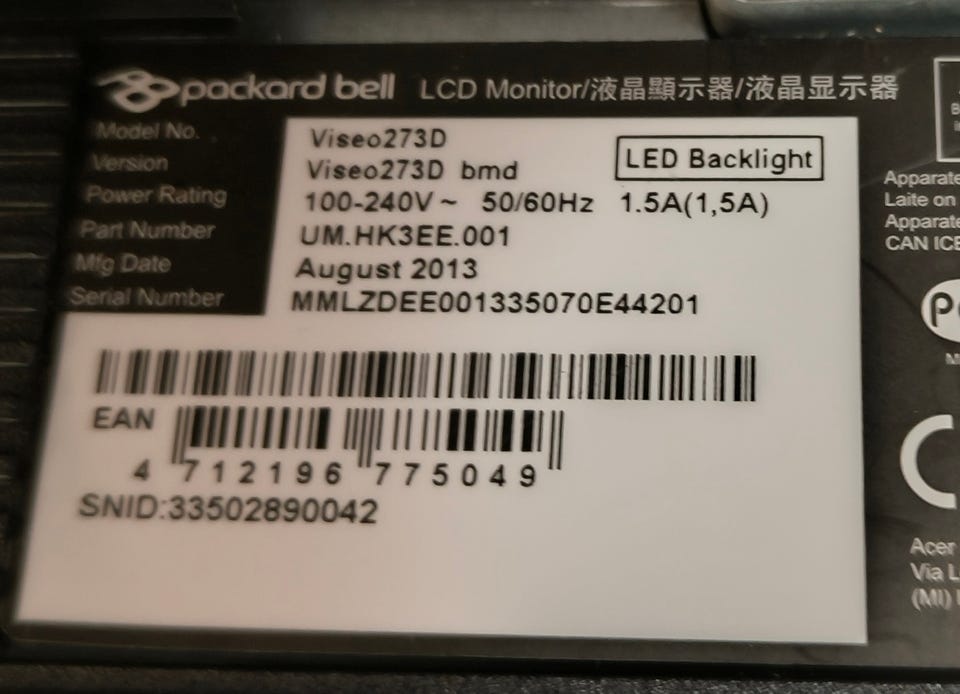 packard bell LCD Monitor/液晶顯示器/液晶显示器
Model No. Viseo273D
Version Viseo273D bmd
LED Backlight
Power Rating 100-240V~ 50/60Hz 1.5A(1,5A)
Part Number UM.HK3EE.001
Mfg Date August 2013
Serial Number MMLZDEE001335070E44201
EAN
4 712196 775049
SNID:33502890042
Apparate
Laite on
Apparate
CAN ICE
Acer
Via L
(MI)